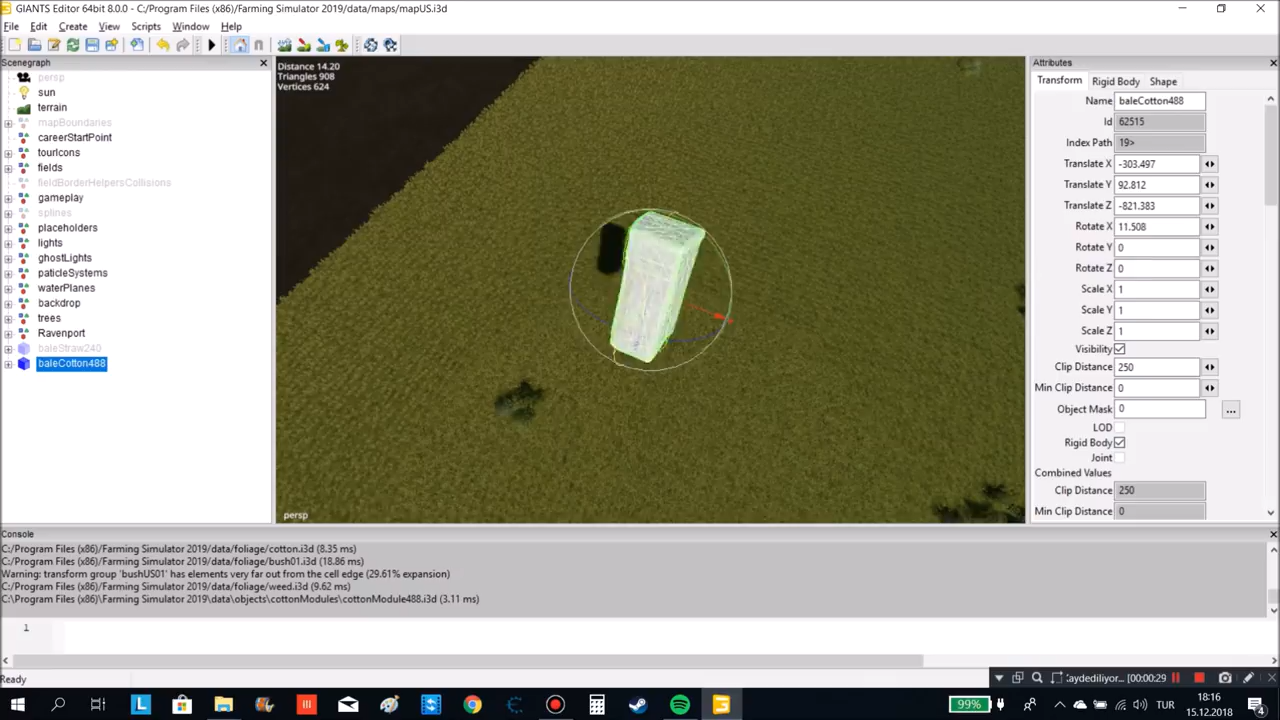 GIANTS Editor 64bit 8.0.0 - C:/Program Files (x86)/Farming Simulator 2019/data/maps/mapUS.i3d
File Edit Create View Scripts Window Help
Scenegraph
persp
sun
terrain
mapBoundaries
careerStartPoint
tourIcons
fields
fieldBorderHelpersCollisions
gameplay
splines
placeholders
lights
ghostLights
paticleSystems
waterPlanes
backdrop
trees
Ravenport
baleStraw240
baleCotton488
Distance 14.20
Triangles 908
Vertices 624
persp
Attributes
Transform Rigid Body Shape
Name baleCotton488
Id 62515
Index Path 19>
Translate X -303.497
Translate Y 92.812
Translate Z -821.383
Rotate X 11.508
Rotate Y 0
Rotate Z 0
Scale X 1
Scale Y 1
Scale Z 1
Visibility
Clip Distance 250
Min Clip Distance 0
Object Mask 0 ...
LOD
Rigid Body
Joint
Combined Values
Clip Distance 250
Min Clip Distance 0
Console
C:/Program Files (x86)/Farming Simulator 2019/data/foliage/cotton.i3d (8.35 ms)
C:/Program Files (x86)/Farming Simulator 2019/data/foliage/bush01.i3d (18.86 ms)
Warning: transform group 'bushUS01' has elements very far out from the cell edge (29.61% expansion)
C:/Program Files (x86)/Farming Simulator 2019/data/foliage/weed.i3d (9.62 ms)
C:\Program Files (x86)\Farming Simulator 2019\data\objects\cottonModules\cottonModule488.i3d (3.11 ms)
1
Ready
:aydediliyor... 00:00:29
99%
TUR
18:16
15.12.2018
4